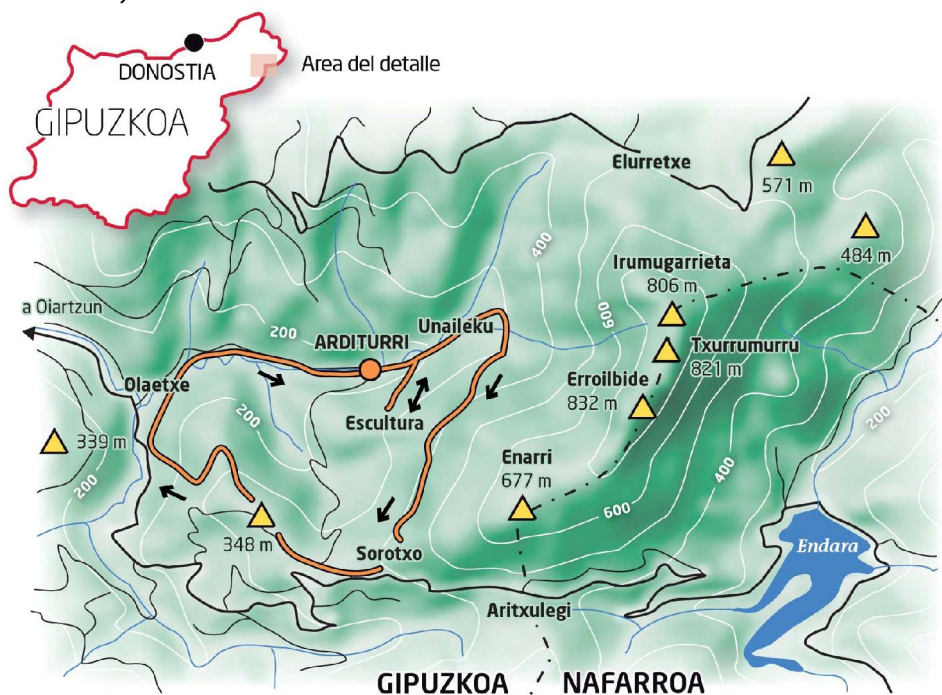 DONOSTIA
Area del detalle
GIPUZKOA
Elurretxe
571 m
484 m
400
Irumugarrieta
806 m
600
a Oiartzun
200
ARDITURRI
Unaileku
Txurrumurru
821 m
Olaetxe
Erroilbide
832 m
200
Escultura
200
339 m
Enarri
677 m
400
200
600
348 m
Sorotxo
Endara
Aritxulegi
GIPUZKOA
NAFARROA